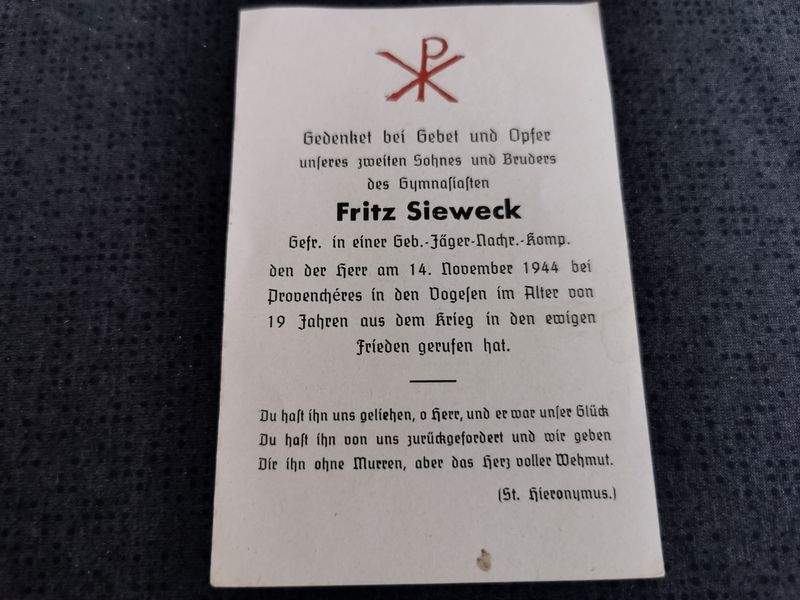 Gedenket bei Gebet und Opfer
unseres zweiten Sohnes und Bruders
des Gymnasiasten
Fritz Sieweck
Gefr. in einer Geb.-Jäger-Nachr.-Komp.
den der Herr am 14. November 1944 bei
Provenchéres in den Vogesen im Alter von
19 Jahren aus dem Krieg in den ewigen
Frieden gerufen hat.
Du hast ihn uns geliehen, o Herr, und er war unser Glück
Du hast ihn von uns zurückgefordert und wir geben
Dir ihn ohne Murren, aber das Herz voller Wehmut.
(St. Hieronymus.)